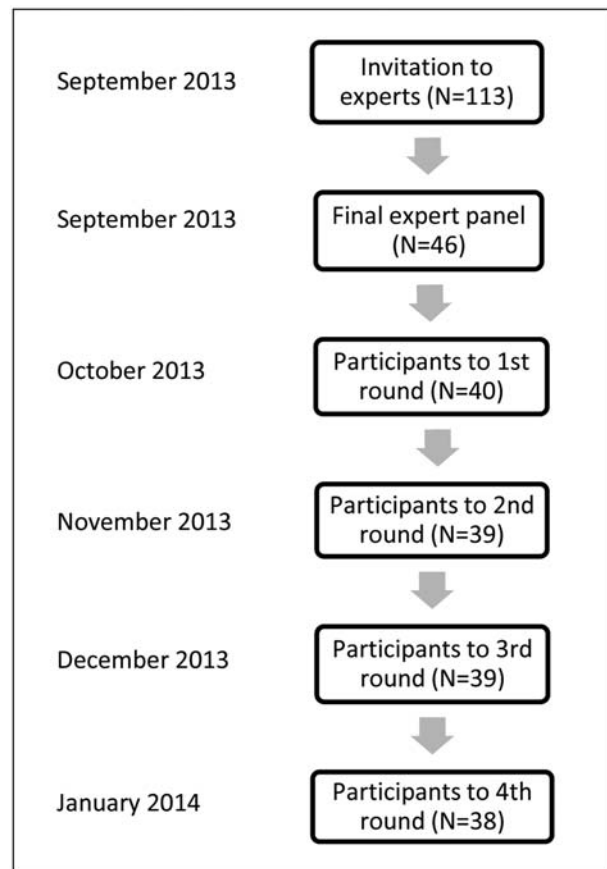 September 2013
Invitation to
experts (N=113)
September 2013
Final expert panel
(N=46)
October 2013
Participants to 1st
round (N=40)
November 2013
Participants to 2nd
round (N=39)
December 2013
Participants to 3rd
round (N=39)
January 2014
Participants to 4th
round (N=38)